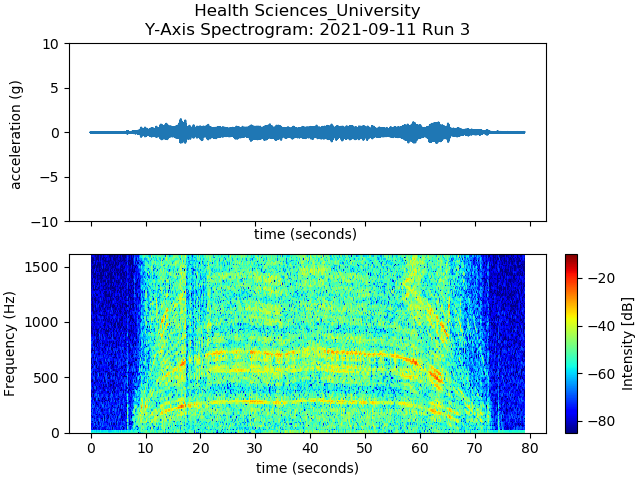 Health Sciences_University
Y-Axis Spectrogram: 2021-09-11 Run 3
10
5
0
−5
−10
acceleration (g)
time (seconds)
1500
1000
500
0
Frequency (Hz)
0 10 20 30 40 50 60 70 80
time (seconds)
−20
−40
−60
−80
Intensity [dB]